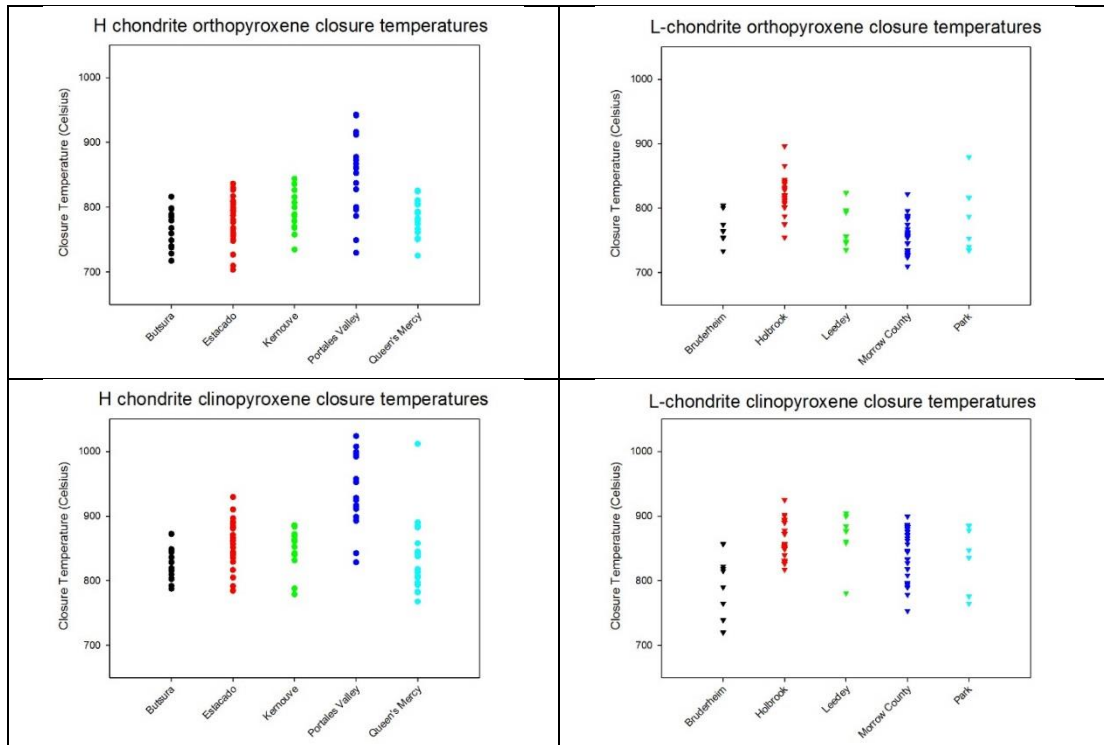 H chondrite orthopyroxene closure temperatures
Closure Temperature (Celsius)
1000
900
800
700
Butsura
Estacado
Kernouve
Portales Valley
Queen's Mercy
L-chondrite orthopyroxene closure temperatures
Closure Temperature (Celsius)
1000
900
800
700
Bruderheim
Holbrook
Leedey
Morrow County
Park
H chondrite clinopyroxene closure temperatures
Closure Temperature (Celsius)
1000
900
800
700
Butsura
Estacado
Kernouve
Portales Valley
Queen's Mercy
L-chondrite clinopyroxene closure temperatures
Closure Temperature (Celsius)
1000
900
800
700
Bruderheim
Holbrook
Leedey
Morrow County
Park